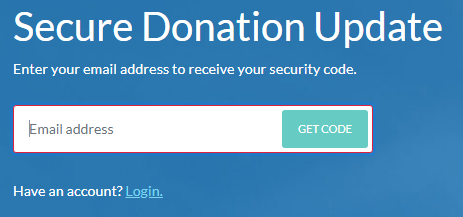 Secure Donation Update
Enter your email address to receive your security code.
Email address
GET CODE
Have an account? Login.